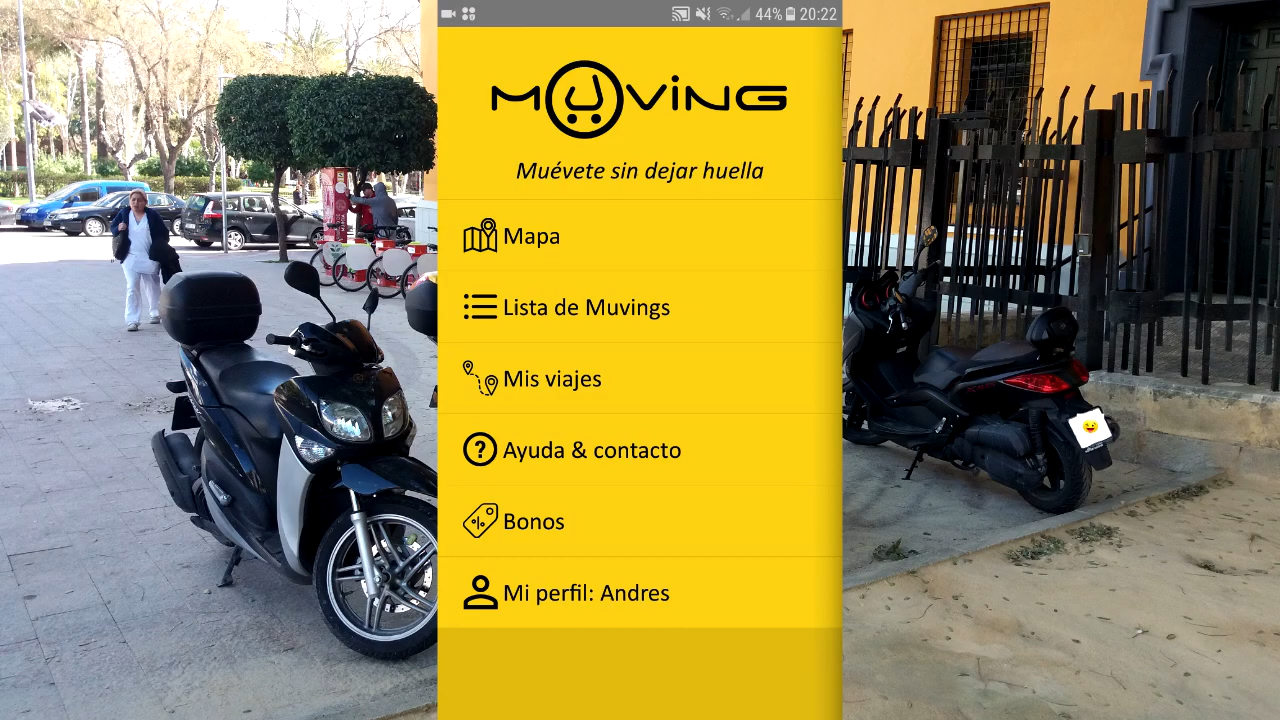 44% 20:22
MUViNG
Muévete sin dejar huella
Mapa
Lista de Muvings
Mis viajes
Ayuda & contacto
Bonos
Mi perfil: Andres